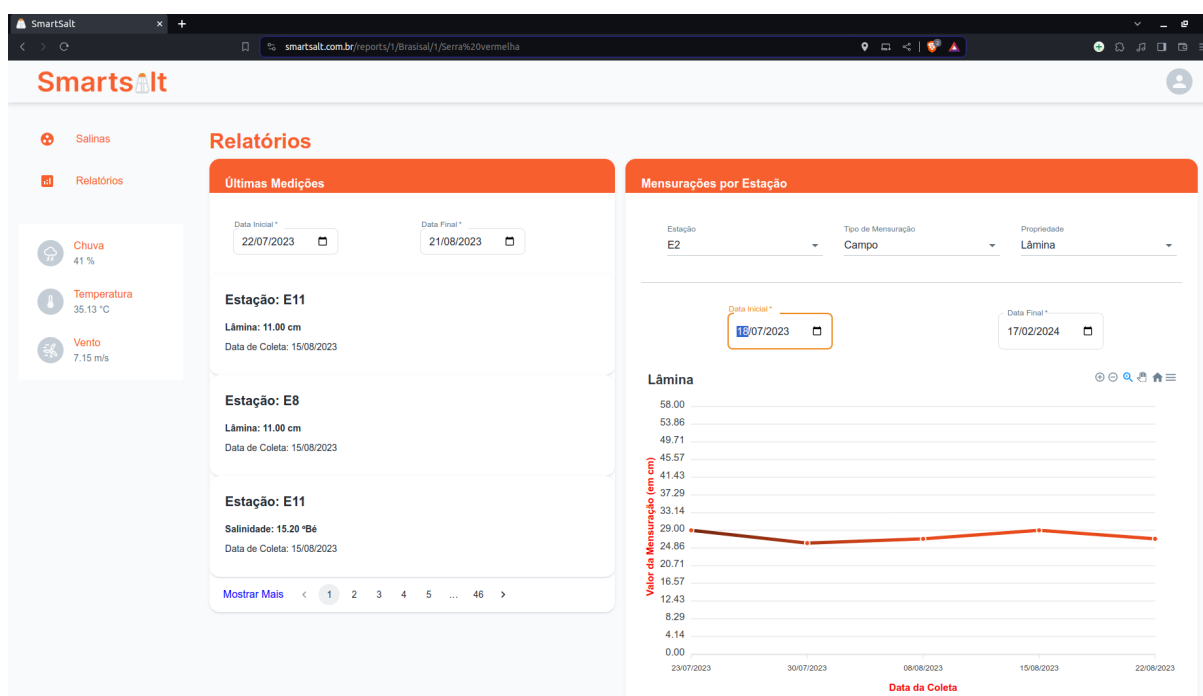 SmartSalt
smartsalt.com.br/reports/1/Brasisal/1/Serra%20vermelha
Smartsalt
Salinas
Relatórios
Chuva
41 %
Temperatura
35.13 °C
Vento
7.15 m/s
Relatórios
Últimas Medições
Data Inicial * Data Final *
22/07/2023 21/08/2023
Estação: E11
Lâmina: 11.00 cm
Data de Coleta: 15/08/2023
Estação: E8
Lâmina: 11.00 cm
Data de Coleta: 15/08/2023
Estação: E11
Salinidade: 15.20 ºBé
Data de Coleta: 15/08/2023
Mostrar Mais 1 2 3 4 5 ... 46
Mensurações por Estação
Estação Tipo de Mensuração Propriedade
E2 Campo Lâmina
Data Inicial * Data Final *
18/07/2023 17/02/2024
Lâmina
58.00
53.86
49.71
45.57
41.43
37.29
33.14
29.00
24.86
20.71
16.57
12.43
8.29
4.14
0.00
Valor da Mensuração (em cm)
23/07/2023 30/07/2023 08/08/2023 15/08/2023 22/08/2023
Data da Coleta